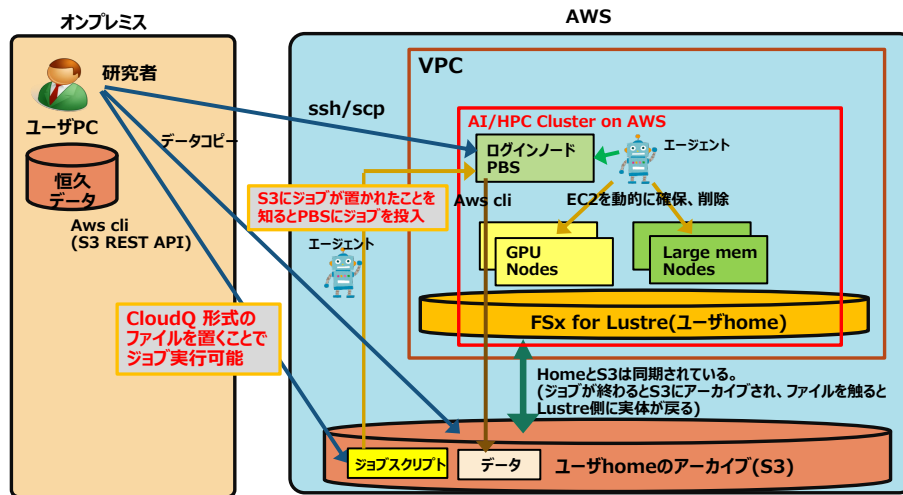 オンプレミス
AWS
研究者
ユーザPC
恒久
データ
Aws cli
(S3 REST API)
ssh/scp
データコピー
VPC
AI/HPC Cluster on AWS
ログインノード
PBS
エージェント
S3にジョブが置かれたことを
知るとPBSにジョブを投入
Aws cli
EC2を動的に確保、削除
エージェント
GPU
Nodes
Large mem
Nodes
CloudQ 形式の
ファイルを置くことで
ジョブ実行可能
FSx for Lustre(ユーザhome)
HomeとS3は同期されている。
(ジョブが終わるとS3にアーカイブされ、ファイルを触ると
Lustre側に実体が戻る)
ジョブスクリプト
データ
ユーザhomeのアーカイブ(S3)